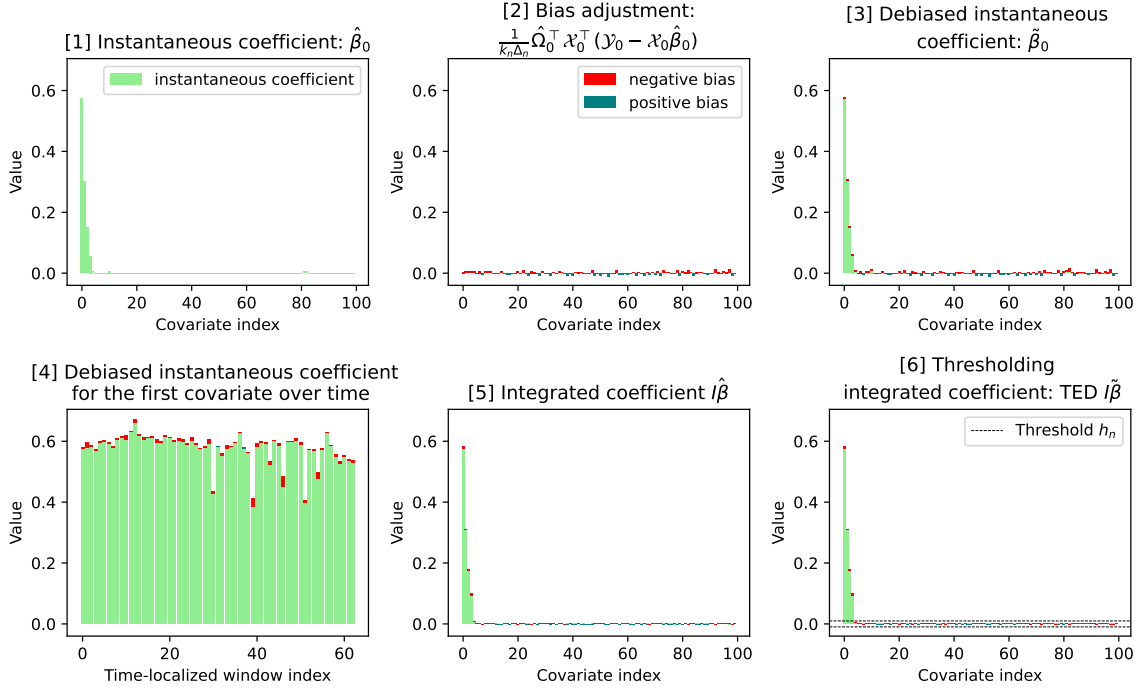 [1] Instantaneous coefficient: β̂₀
instantaneous coefficient
Value
0.6
0.4
0.2
0.0
0 20 40 60 80 100
Covariate index
[2] Bias adjustment:
1/(kₙΔₙ) Ω̂₀^⊤ 𝒳₀^⊤ (𝒴₀ − 𝒳₀β̂₀)
negative bias
positive bias
Value
0.6
0.4
0.2
0.0
0 20 40 60 80 100
Covariate index
[3] Debiased instantaneous
coefficient: β̃₀
Value
0.6
0.4
0.2
0.0
0 20 40 60 80 100
Covariate index
[4] Debiased instantaneous coefficient
for the first covariate over time
Value
0.6
0.4
0.2
0.0
0 20 40 60
Time-localized window index
[5] Integrated coefficient Iβ̂
Value
0.6
0.4
0.2
0.0
0 20 40 60 80 100
Covariate index
[6] Thresholding
integrated coefficient: TED Iβ̃
Threshold hₙ
Value
0.6
0.4
0.2
0.0
0 20 40 60 80 100
Covariate index